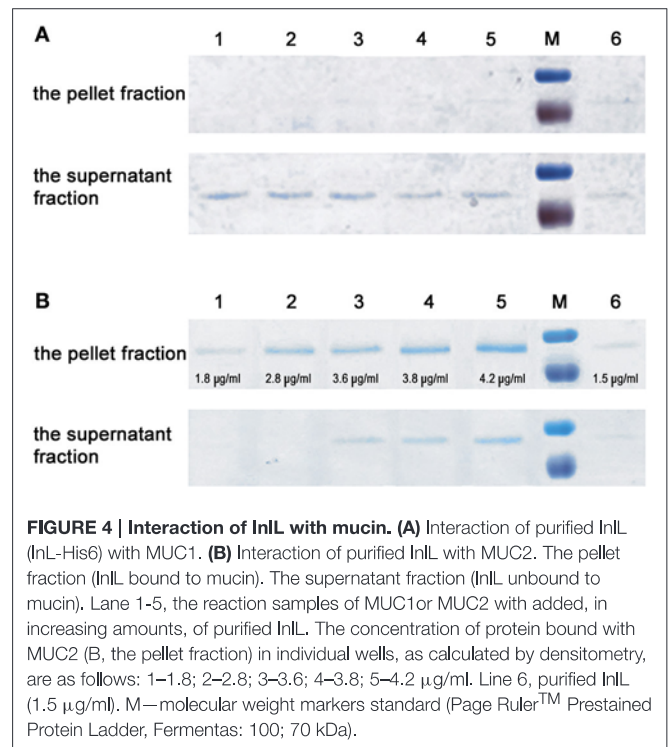 A
1 2 3 4 5 M 6
the pellet fraction
the supernatant
fraction
B
1 2 3 4 5 M 6
the pellet fraction
1.8 μg/ml 2.8 μg/ml 3.6 μg/ml 3.8 μg/ml 4.2 μg/ml 1.5 μg/ml
the supernatant
fraction
FIGURE 4 | Interaction of InlL with mucin. (A) Interaction of purified InlL
(InL-His6) with MUC1. (B) Interaction of purified InlL with MUC2. The pellet
fraction (InlL bound to mucin). The supernatant fraction (InlL unbound to
mucin). Lane 1-5, the reaction samples of MUC1or MUC2 with added, in
increasing amounts, of purified InlL. The concentration of protein bound with
MUC2 (B, the pellet fraction) in individual wells, as calculated by densitometry,
are as follows: 1–1.8; 2–2.8; 3–3.6; 4–3.8; 5–4.2 μg/ml. Line 6, purified InlL
(1.5 μg/ml). M—molecular weight markers standard (Page Ruler™ Prestained
Protein Ladder, Fermentas: 100; 70 kDa).